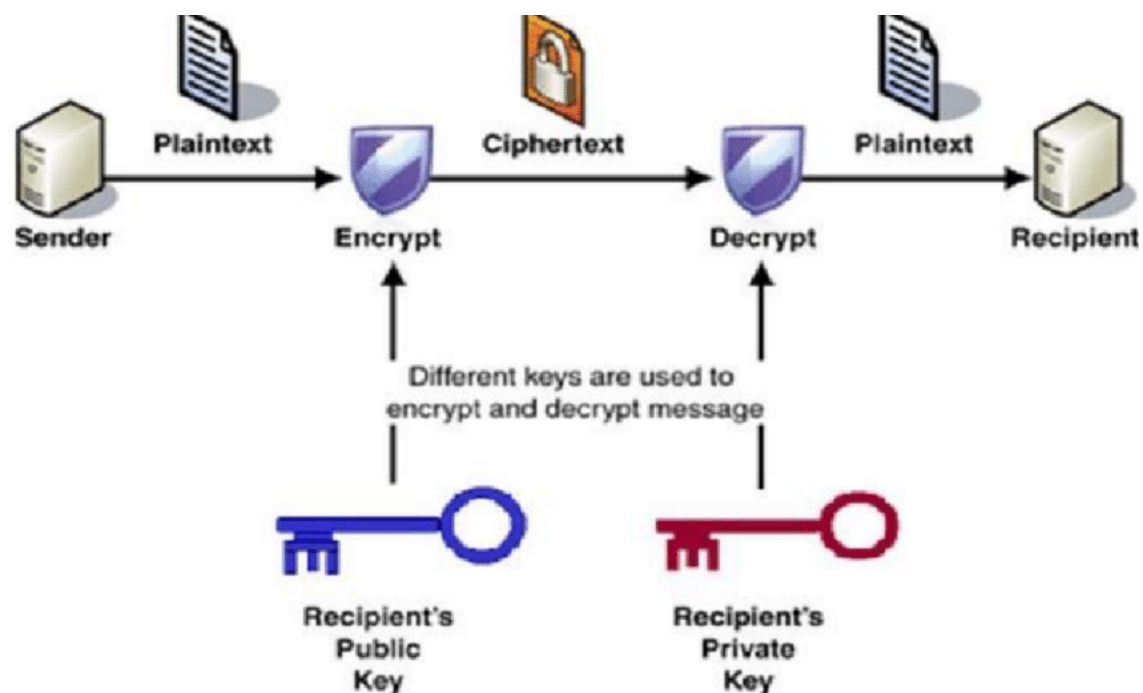 Plaintext
Ciphertext
Plaintext
Sender
Encrypt
Decrypt
Recipient
Different keys are used to
encrypt and decrypt message
Recipient's
Public
Key
Recipient's
Private
Key